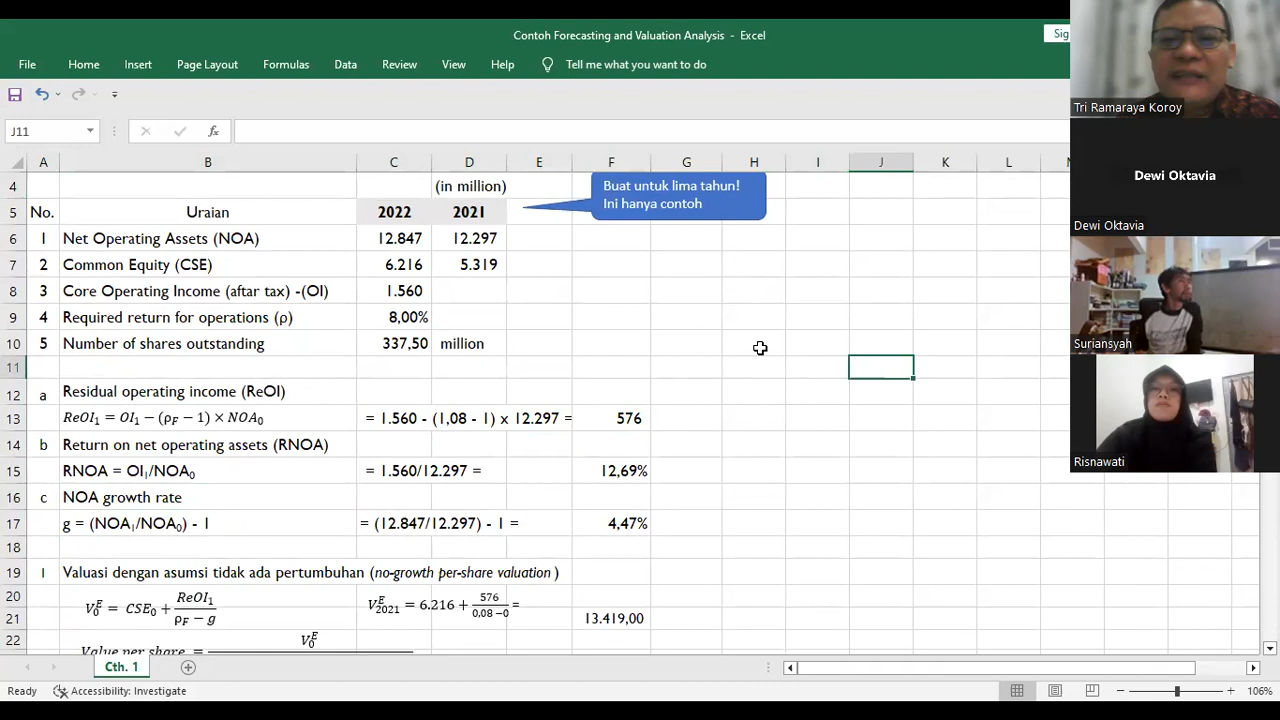 Contoh Forecasting and Valuation Analysis - Excel
Sig
File Home Insert Page Layout Formulas Data Review View Help Tell me what you want to do
J11 fx
A B C D E F G H I J K L
4 (in million)
Buat untuk lima tahun!
Ini hanya contoh
5 No. Uraian 2022 2021
6 1 Net Operating Assets (NOA) 12.847 12.297
7 2 Common Equity (CSE) 6.216 5.319
8 3 Core Operating Income (aftar tax) -(OI) 1.560
9 4 Required return for operations (ρ) 8,00%
10 5 Number of shares outstanding 337,50 million
11
12 a Residual operating income (ReOI)
13 ReOI₁ = OI₁ − (ρF − 1) × NOA₀ = 1.560 - (1,08 - 1) x 12.297 = 576
14 b Return on net operating assets (RNOA)
15 RNOA = OI₁/NOA₀ = 1.560/12.297 = 12,69%
16 c NOA growth rate
17 g = (NOA₁/NOA₀) - 1 = (12.847/12.297) - 1 = 4,47%
18
19 I Valuasi dengan asumsi tidak ada pertumbuhan (no-growth per-share valuation)
20 V₀ᴱ = CSE₀ + ReOI₁ / (ρF − g) Vᴱ₂₀₂₁ = 6.216 + 576 / (0,08 −0) =
21 13.419,00
22 Value per share = V₀ᴱ
Cth. 1
Ready Accessibility: Investigate 106%
Tri Ramaraya Koroy
Dewi Oktavia
Dewi Oktavia
Suriansyah
Risnawati